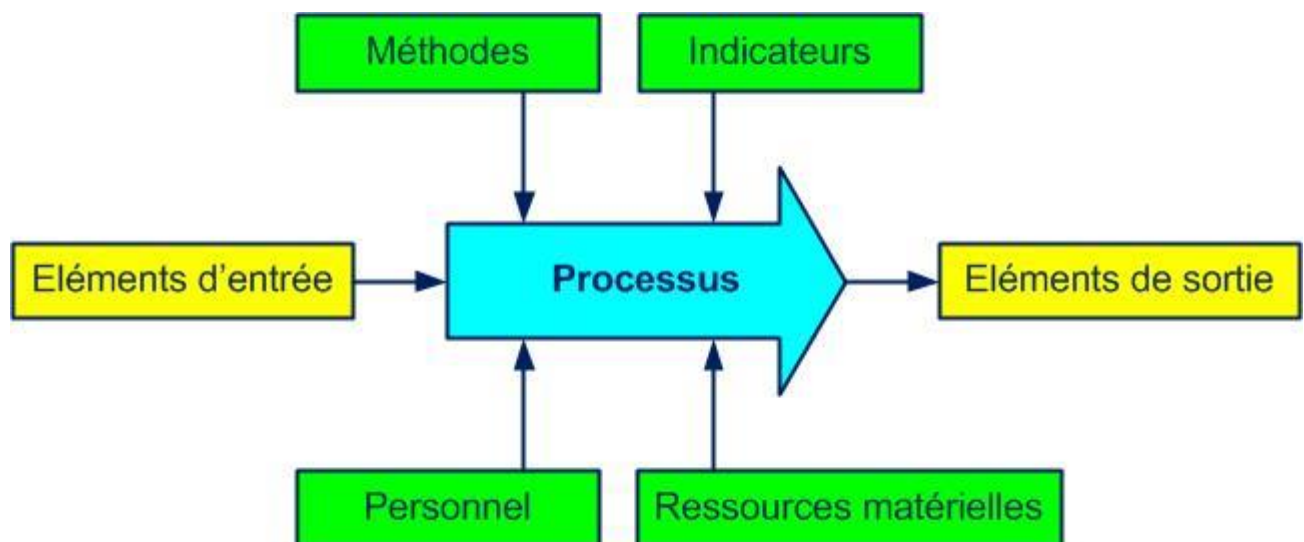 Méthodes
Indicateurs
Eléments d'entrée
Processus
Eléments de sortie
Personnel
Ressources matérielles